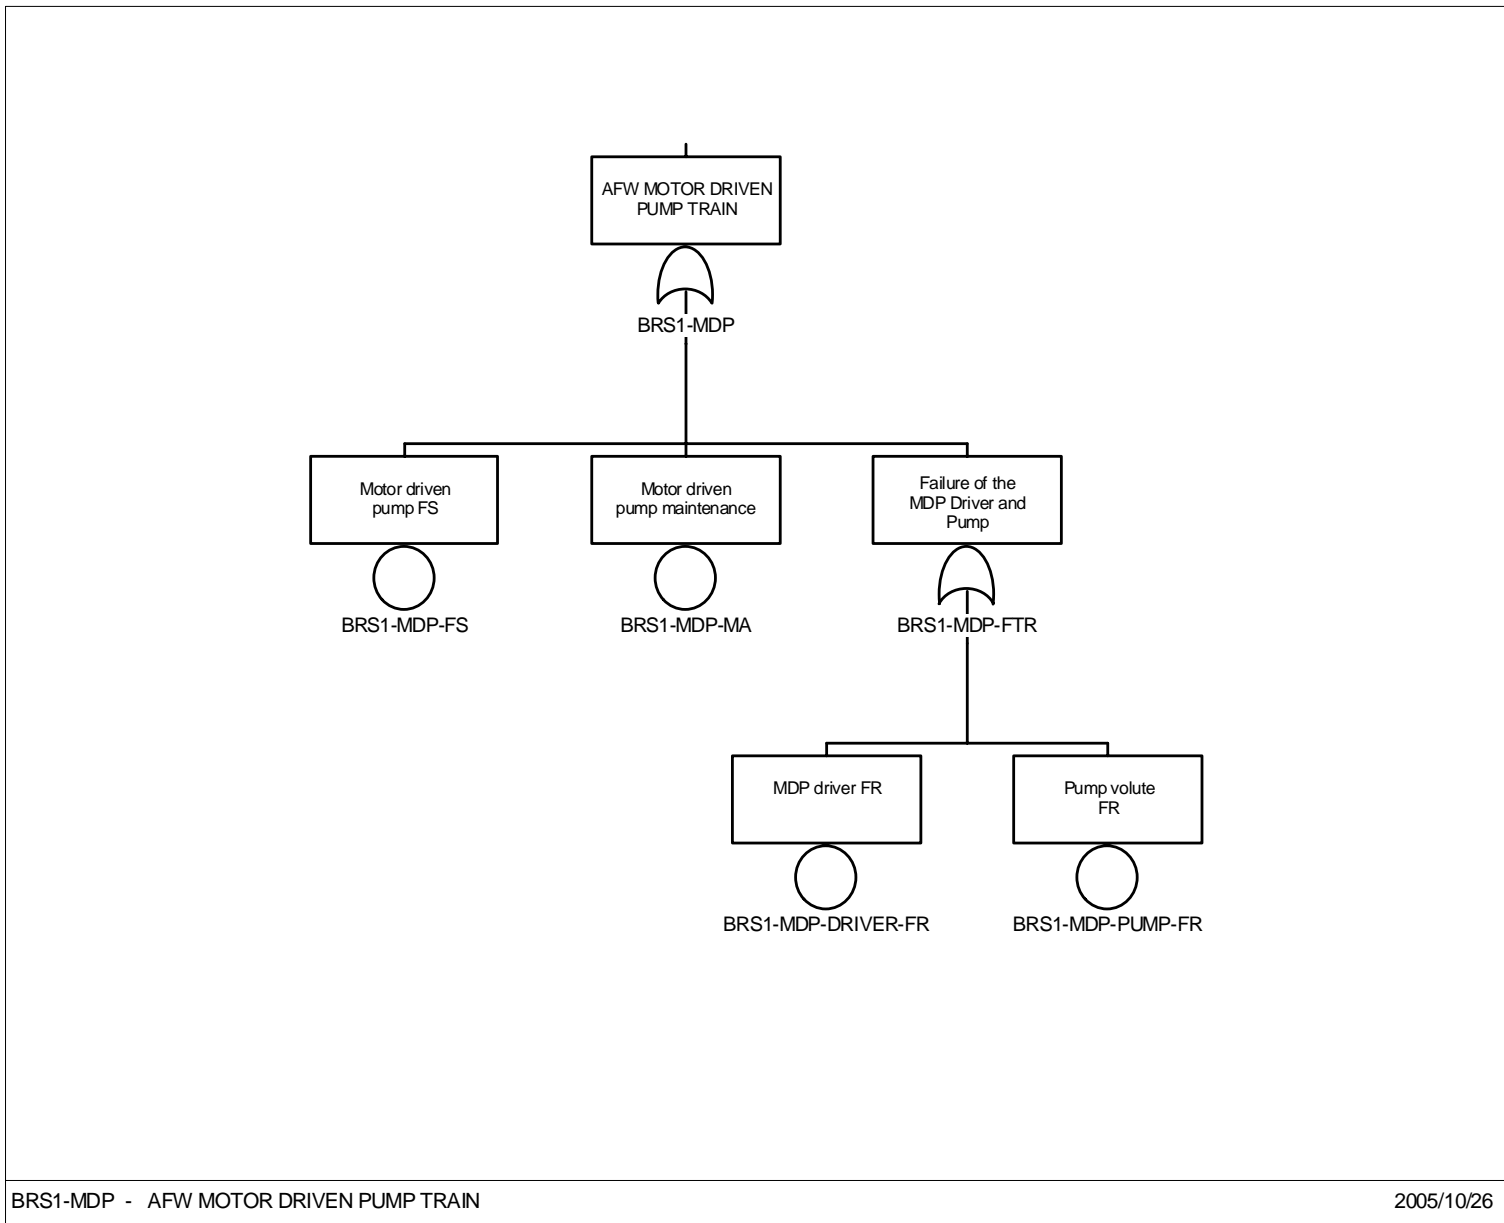 AFW MOTOR DRIVEN
PUMP TRAIN
BRS1-MDP
Motor driven
pump FS
BRS1-MDP-FS
Motor driven
pump maintenance
BRS1-MDP-MA
Failure of the
MDP Driver and
Pump
BRS1-MDP-FTR
MDP driver FR
BRS1-MDP-DRIVER-FR
Pump volute
FR
BRS1-MDP-PUMP-FR
BRS1-MDP - AFW MOTOR DRIVEN PUMP TRAIN
2005/10/26